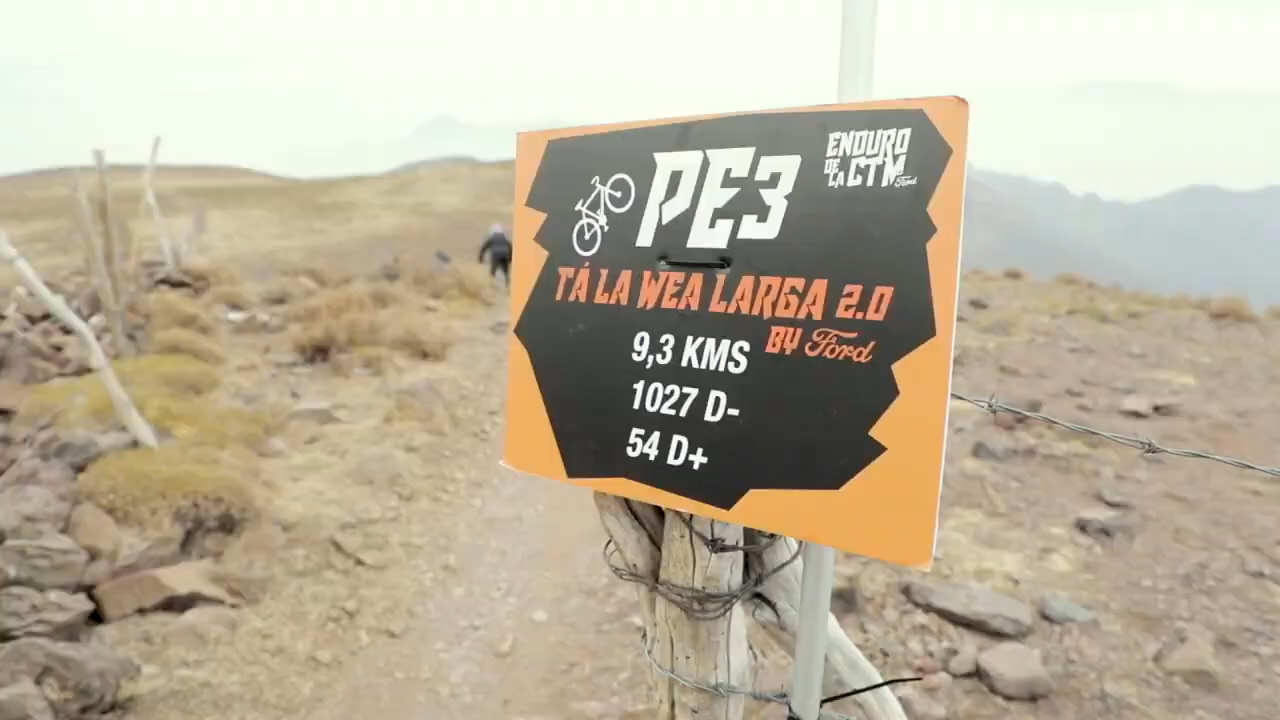 PE3
ENDURO
DE LA CTM
Ford
TÁ LA WEA LARGA 2.0
BY Ford
9,3 KMS
1027 D-
54 D+